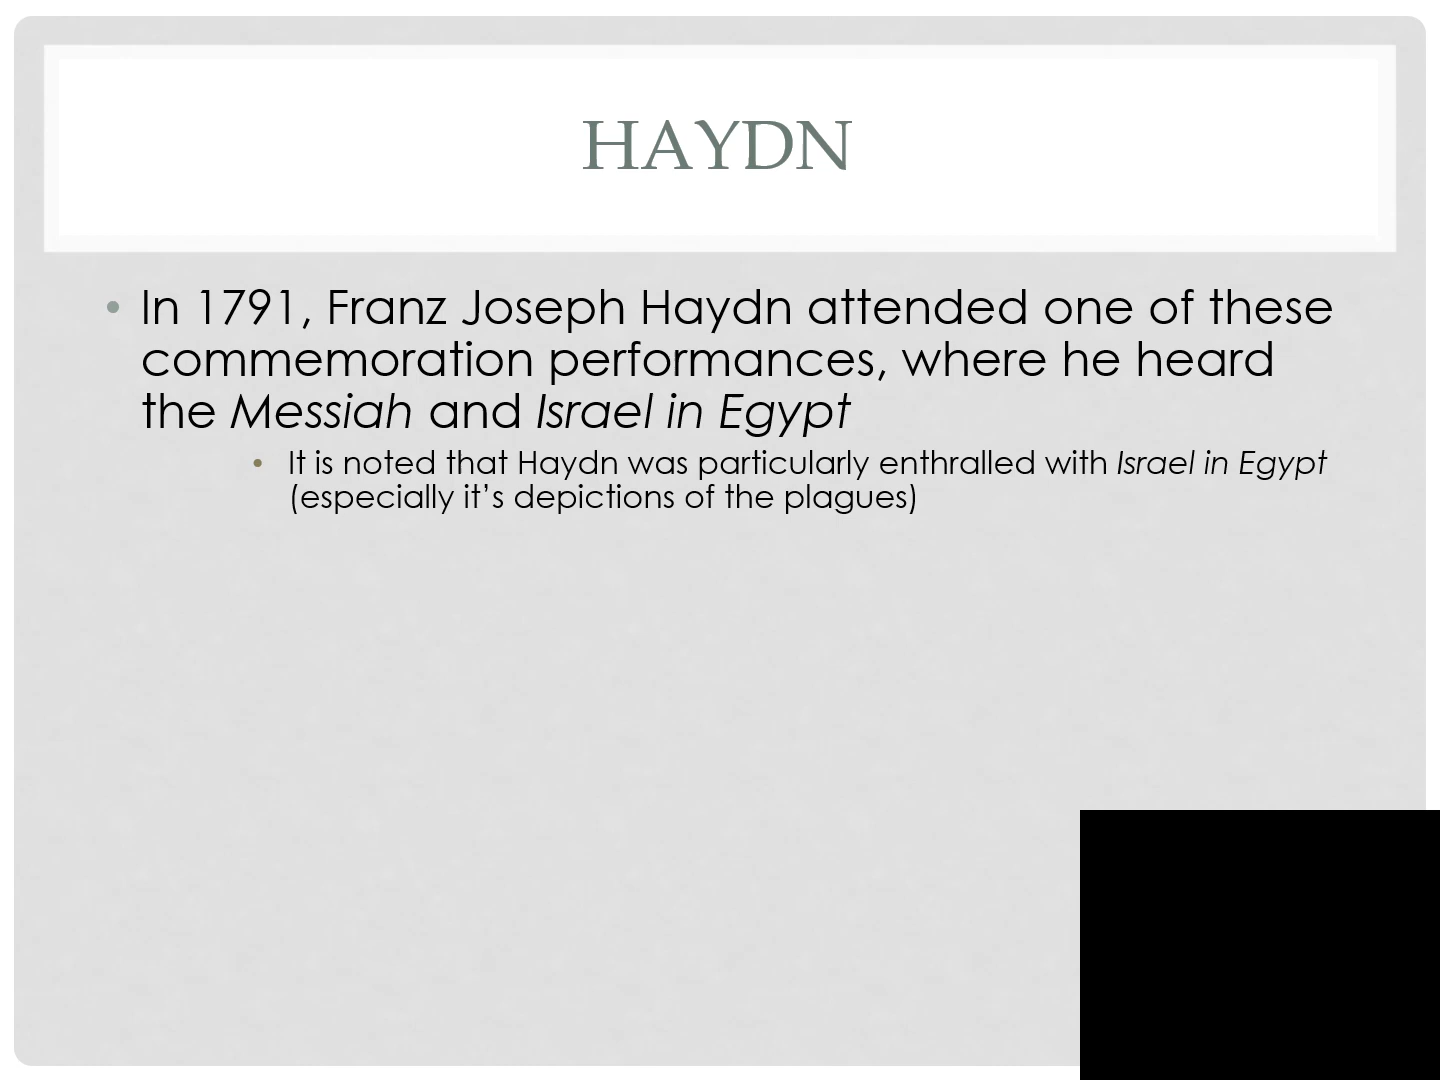 HAYDN
• In 1791, Franz Joseph Haydn attended one of these
commemoration performances, where he heard
the Messiah and Israel in Egypt
• It is noted that Haydn was particularly enthralled with Israel in Egypt
(especially it’s depictions of the plagues)